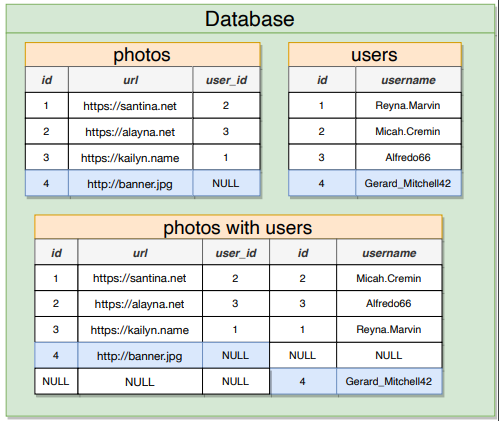 Database
photos
id url user_id
1 https://santina.net 2
2 https://alayna.net 3
3 https://kailyn.name 1
4 http://banner.jpg NULL
users
id username
1 Reyna.Marvin
2 Micah.Cremin
3 Alfredo66
4 Gerard_Mitchell42
photos with users
id url user_id id username
1 https://santina.net 2 2 Micah.Cremin
2 https://alayna.net 3 3 Alfredo66
3 https://kailyn.name 1 1 Reyna.Marvin
4 http://banner.jpg NULL NULL NULL
NULL NULL NULL 4 Gerard_Mitchell42